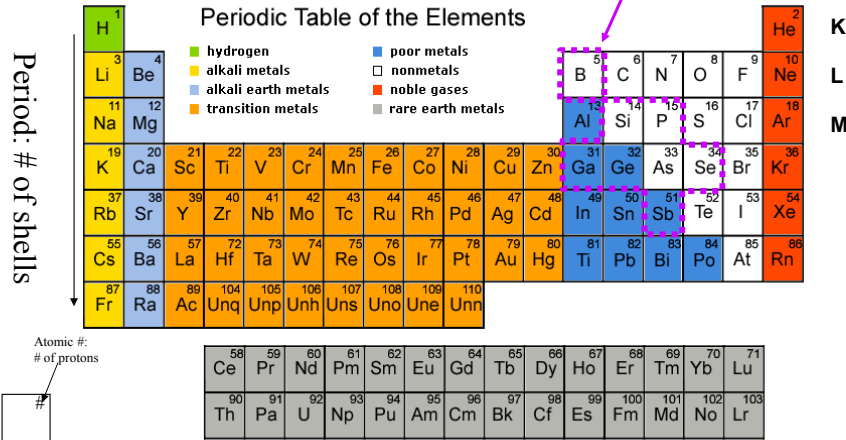 Periodic Table of the Elements
hydrogen
alkali metals
alkali earth metals
transition metals
poor metals
nonmetals
noble gases
rare earth metals
Period: # of shells
1 H 2 He K
3 Li 4 Be 5 B 6 C 7 N 8 O 9 F 10 Ne L
11 Na 12 Mg 13 Al 14 Si 15 P 16 S 17 Cl 18 Ar M
19 K 20 Ca 21 Sc 22 Ti 23 V 24 Cr 25 Mn 26 Fe 27 Co 28 Ni 29 Cu 30 Zn 31 Ga 32 Ge 33 As 34 Se 35 Br 36 Kr
37 Rb 38 Sr 39 Y 40 Zr 41 Nb 42 Mo 43 Tc 44 Ru 45 Rh 46 Pd 47 Ag 48 Cd 49 In 50 Sn 51 Sb 52 Te 53 I 54 Xe
55 Cs 56 Ba 57 La 72 Hf 73 Ta 74 W 75 Re 76 Os 77 Ir 78 Pt 79 Au 80 Hg 81 Ti 82 Pb 83 Bi 84 Po 85 At 86 Rn
87 Fr 88 Ra 89 Ac 104 Unq 105 Unp 106 Unh 107 Uns 108 Uno 109 Une 110 Unn
Atomic #:
# of protons
#
58 Ce 59 Pr 60 Nd 61 Pm 62 Sm 63 Eu 64 Gd 65 Tb 66 Dy 67 Ho 68 Er 69 Tm 70 Yb 71 Lu
90 Th 91 Pa 92 U 93 Np 94 Pu 95 Am 96 Cm 97 Bk 98 Cf 99 Es 100 Fm 101 Md 102 No 103 Lr